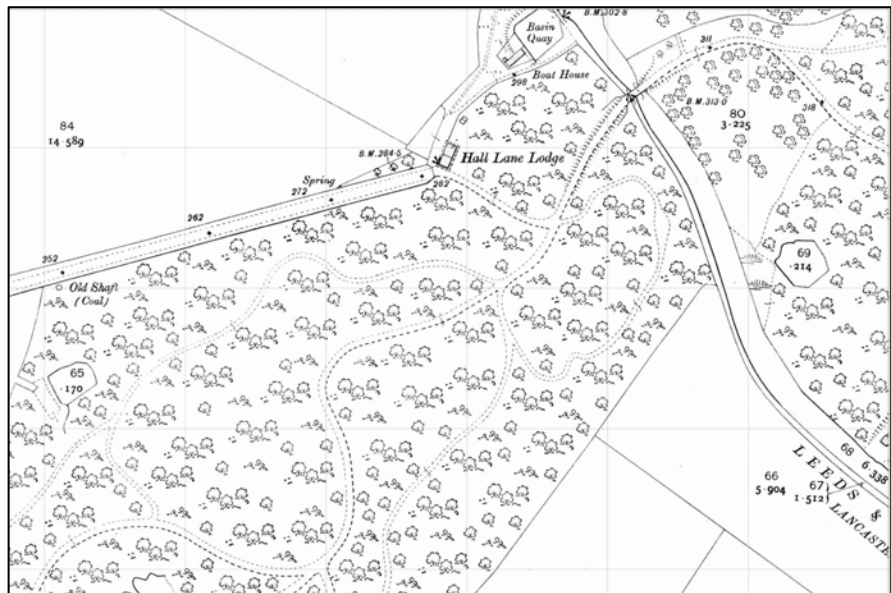 B.M.302·8
Basin
Quay
311
Boat House
298
B.M.313·0
318
80
3·225
84
14·589
B.M.284·5
Hall Lane Lodge
Spring
282
272
262
252
Old Shaft
(Coal)
69
·214
65
·170
68
6·338
66
5·904
67
1·512
LEEDS &
LANCASTE